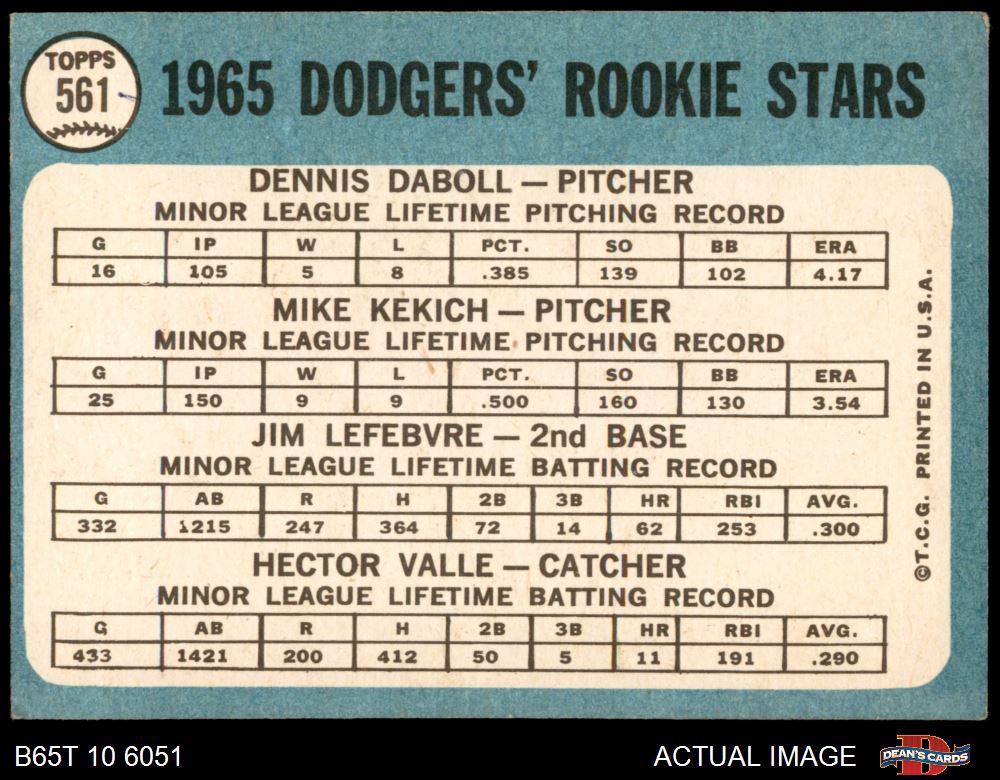 TOPPS
561
1965 DODGERS' ROOKIE STARS
DENNIS DABOLL — PITCHER
MINOR LEAGUE LIFETIME PITCHING RECORD
G IP W L PCT. SO BB ERA
16 105 5 8 .385 139 102 4.17
MIKE KEKICH — PITCHER
MINOR LEAGUE LIFETIME PITCHING RECORD
G IP W L PCT. SO BB ERA
25 150 9 9 .500 160 130 3.54
JIM LEFEBVRE — 2nd BASE
MINOR LEAGUE LIFETIME BATTING RECORD
G AB R H 2B 3B HR RBI AVG.
332 1215 247 364 72 14 62 253 .300
HECTOR VALLE — CATCHER
MINOR LEAGUE LIFETIME BATTING RECORD
G AB R H 2B 3B HR RBI AVG.
433 1421 200 412 50 5 11 191 .290
©T.C.G. PRINTED IN U.S.A.
B65T 10 6051
ACTUAL IMAGE
DEAN'S CARDS